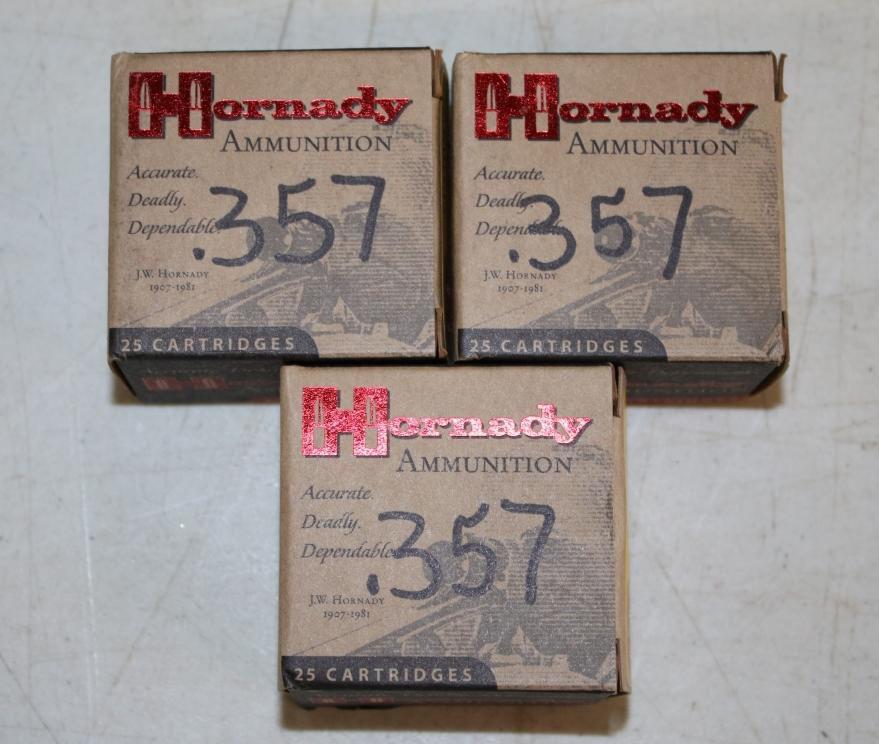 Hornady
AMMUNITION
Accurate.
Deadly.
Dependable.
.357
J.W. HORNADY
1907-1981
25 CARTRIDGES
Hornady
AMMUNITION
Accurate.
Deadly.
Dependable.
.357
J.W. HORNADY
1907-1981
25 CARTRIDGES
Hornady
AMMUNITION
Accurate.
Deadly.
Dependable.
.357
J.W. HORNADY
1907-1981
25 CARTRIDGES